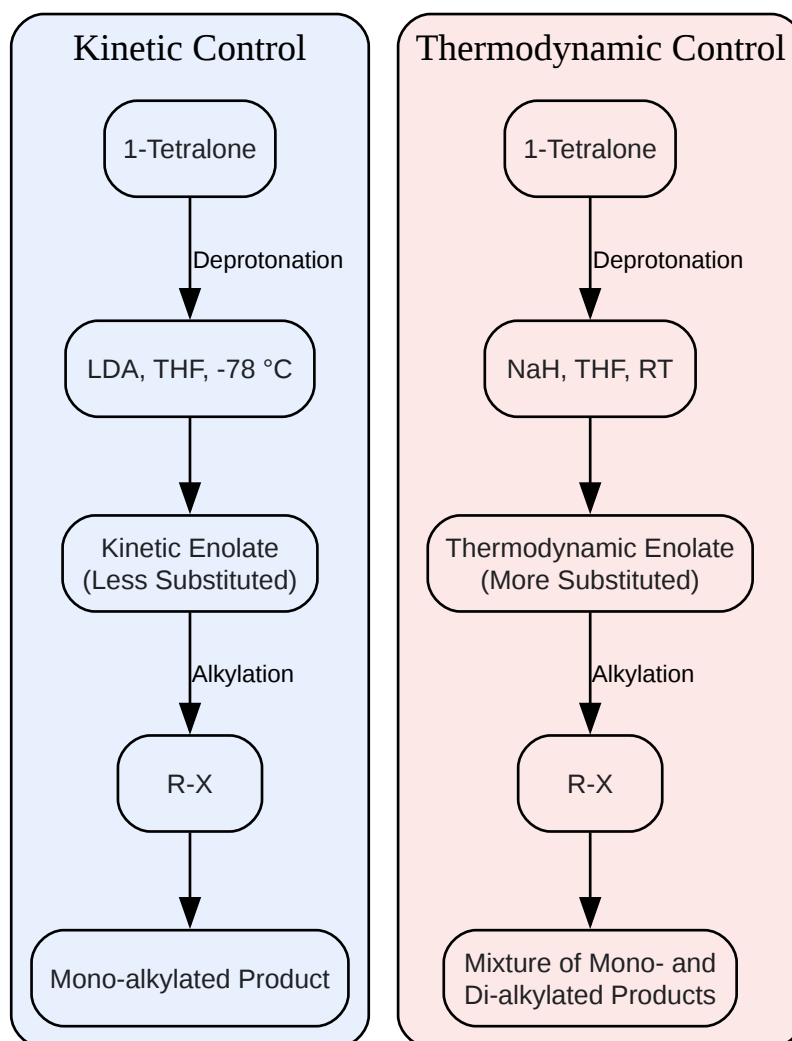 Kinetic Control
1-Tetralone
Deprotonation
LDA, THF, -78 °C
Kinetic Enolate
(Less Substituted)
Alkylation
R-X
Mono-alkylated Product
Thermodynamic Control
1-Tetralone
Deprotonation
NaH, THF, RT
Thermodynamic Enolate
(More Substituted)
Alkylation
R-X
Mixture of Mono- and
Di-alkylated Products